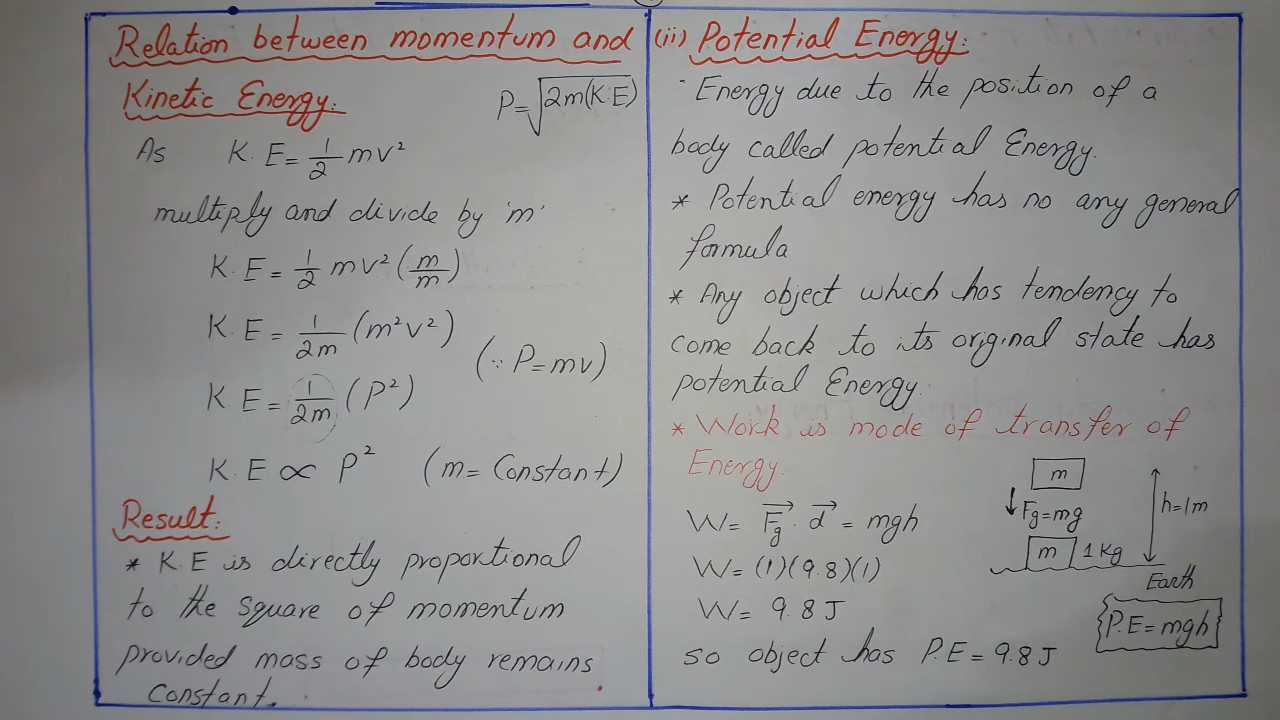 Relation between momentum and
Kinetic Energy:
P=√2m(K.E)
As K.E=1/2 mv²
multiply and divide by 'm'
K.E=1/2 mv²(m/m)
K.E=1/2m (m²v²)
(∵ P=mv)
K.E=1/2m (P²)
K.E ∝ P² (m= Constant)
Result:
* K.E is directly proportional
to the square of momentum
provided mass of body remains
constant.
(ii) Potential Energy:
Energy due to the position of a
body called potential Energy.
* Potential energy has no any general
formula
* Any object which has tendency to
come back to its original state has
potential Energy.
* Work is mode of transfer of
Energy.
W= F⃗g . d⃗ = mgh
W= (1)(9.8)(1)
W= 9.8 J
so object has P.E=9.8J
m
↓ Fg=mg
h=1m
m 1Kg
Earth
P.E=mgh